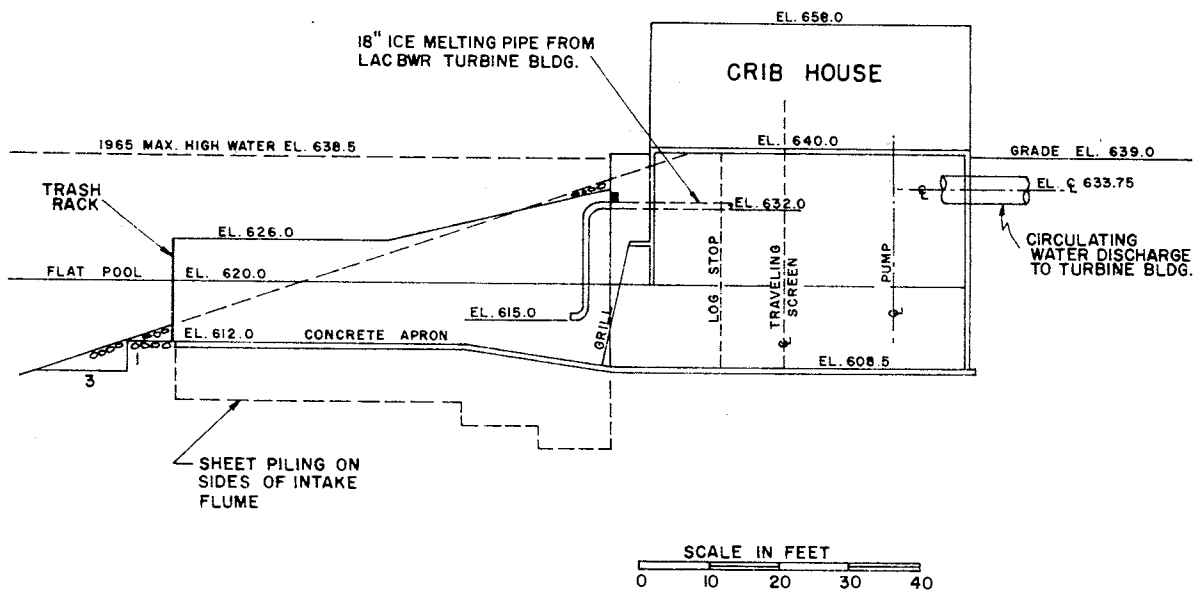 EL. 658.0
18" ICE MELTING PIPE FROM
LACBWR TURBINE BLDG.
CRIB HOUSE
1965 MAX. HIGH WATER EL. 638.5
EL. 640.0
GRADE EL. 639.0
TRASH
RACK
EL. 632.0
EL. ℄ 633.75
℄
EL. 626.0
CIRCULATING
WATER DISCHARGE
TO TURBINE BLDG.
FLAT POOL
EL. 620.0
LOG STOP
TRAVELING
SCREEN
PUMP
℄
EL. 615.0
GRILL
EL. 612.0
CONCRETE APRON
℄
EL. 608.5
1
3
SHEET PILING ON
SIDES OF INTAKE
FLUME
SCALE IN FEET
0 10 20 30 40